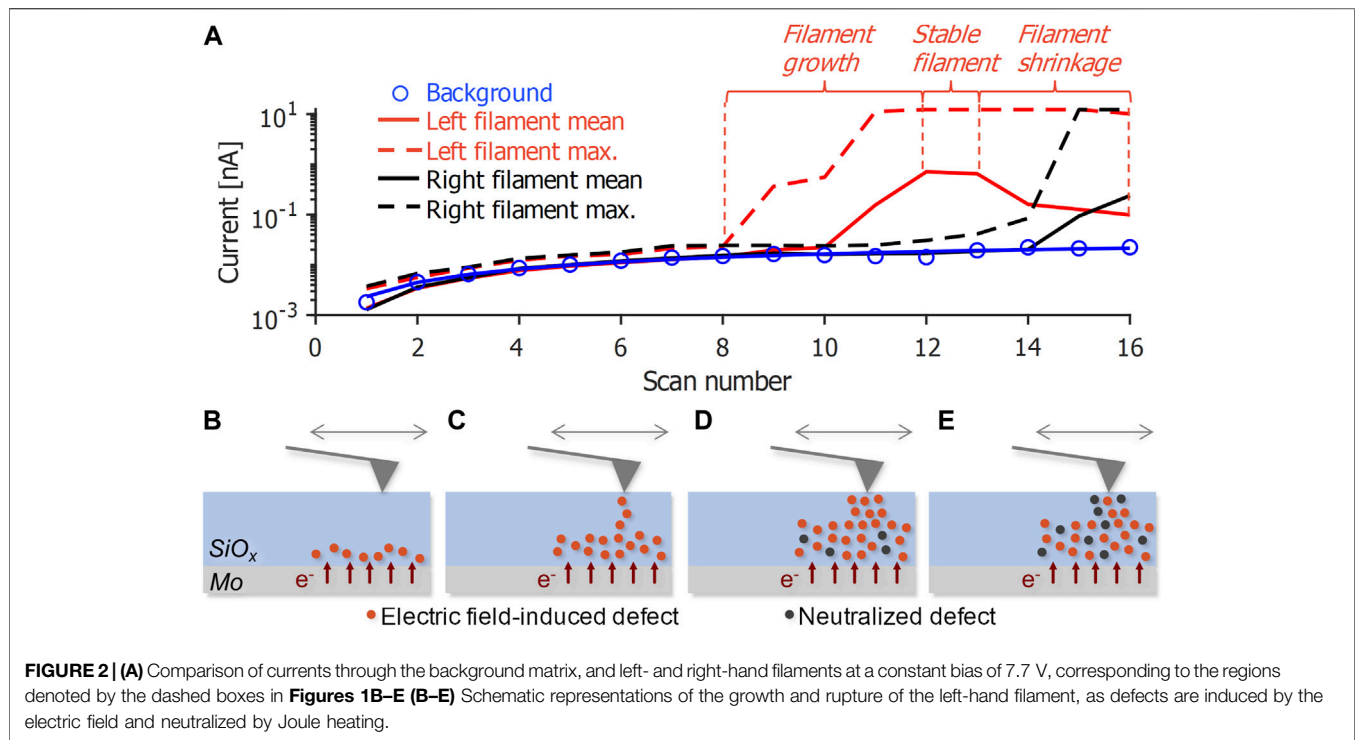 A
Filament growth
Stable filament
Filament shrinkage
Background
Left filament mean
Left filament max.
Right filament mean
Right filament max.
Current [nA]
10¹
10⁻¹
10⁻³
0 2 4 6 8 10 12 14 16
Scan number
B C D E
SiOₓ
Mo
e⁻ e⁻ e⁻ e⁻
Electric field-induced defect Neutralized defect
FIGURE 2 | (A) Comparison of currents through the background matrix, and left- and right-hand filaments at a constant bias of 7.7 V, corresponding to the regions
denoted by the dashed boxes in Figures 1B–E (B–E) Schematic representations of the growth and rupture of the left-hand filament, as defects are induced by the
electric field and neutralized by Joule heating.